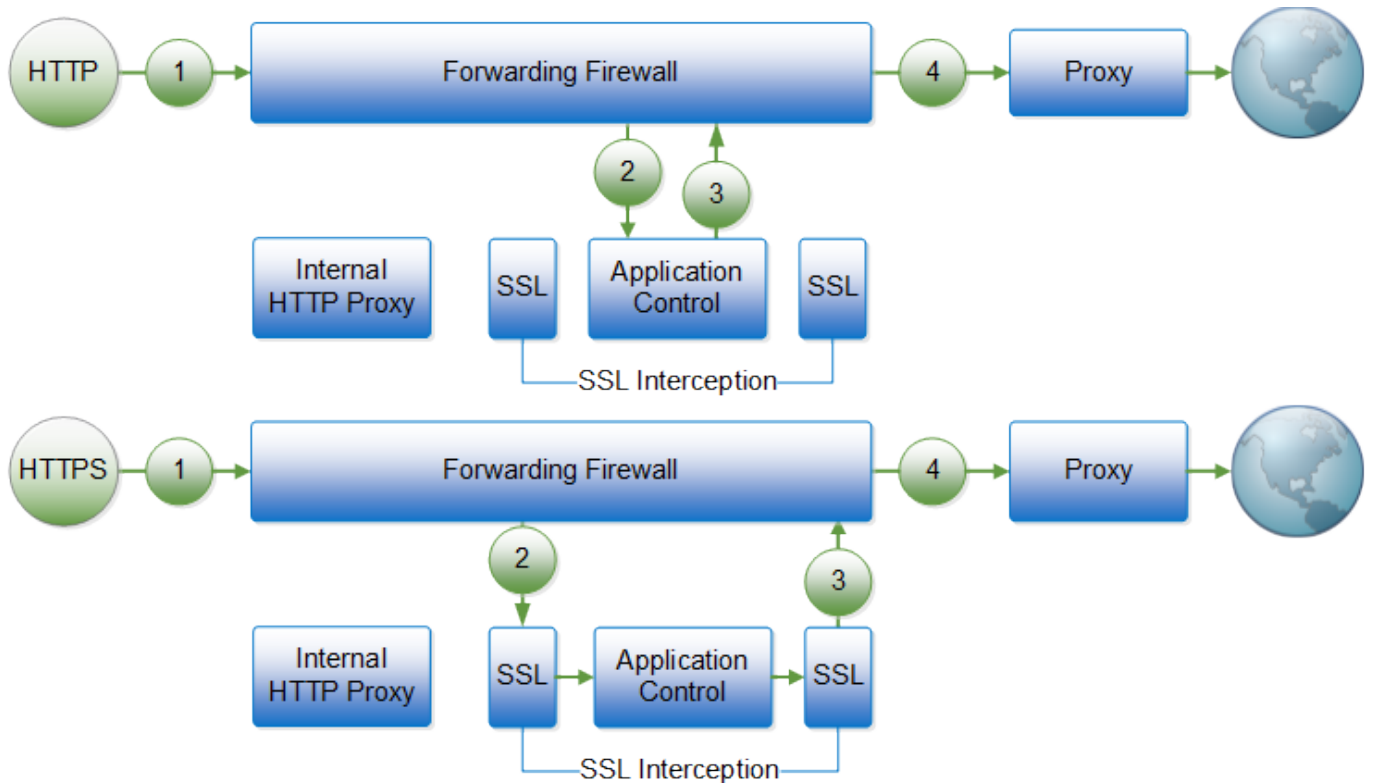 HTTP
1
Forwarding Firewall
4
Proxy
2
3
Internal
HTTP Proxy
SSL
Application
Control
SSL
SSL Interception
HTTPS
1
Forwarding Firewall
4
Proxy
2
3
Internal
HTTP Proxy
SSL
Application
Control
SSL
SSL Interception